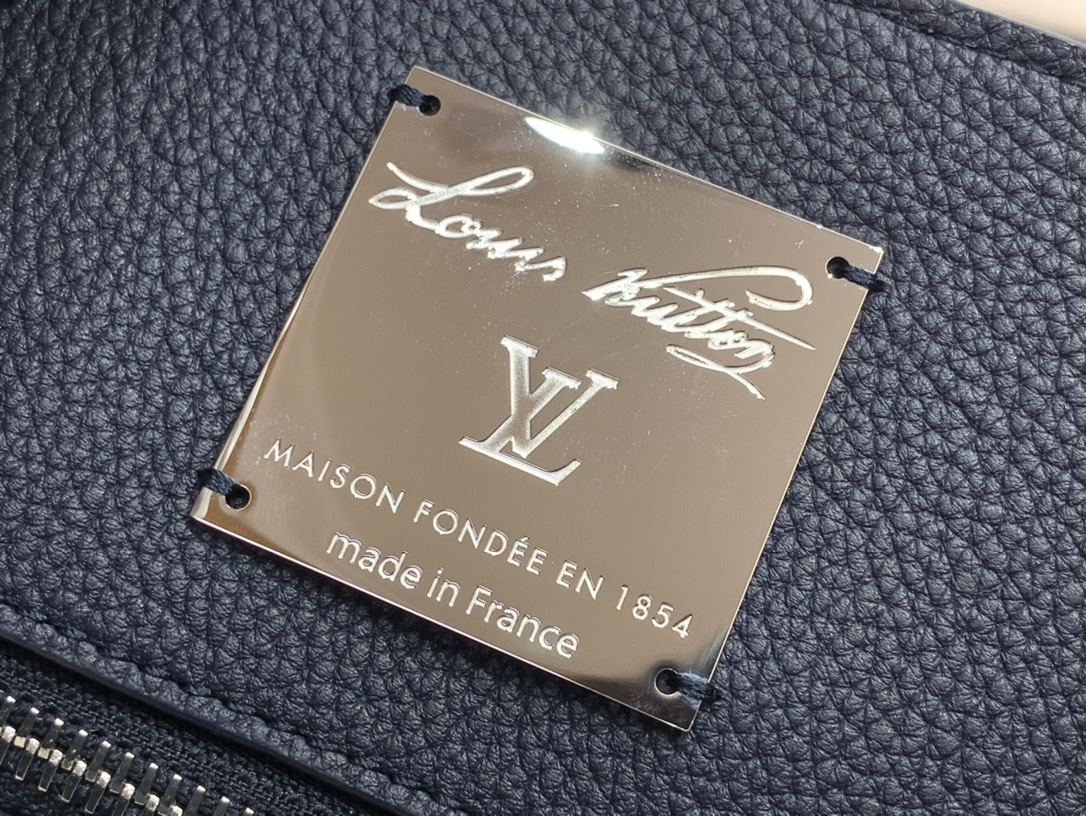 Louis Vuitton
LV
MAISON FONDÉE EN 1854
made in France